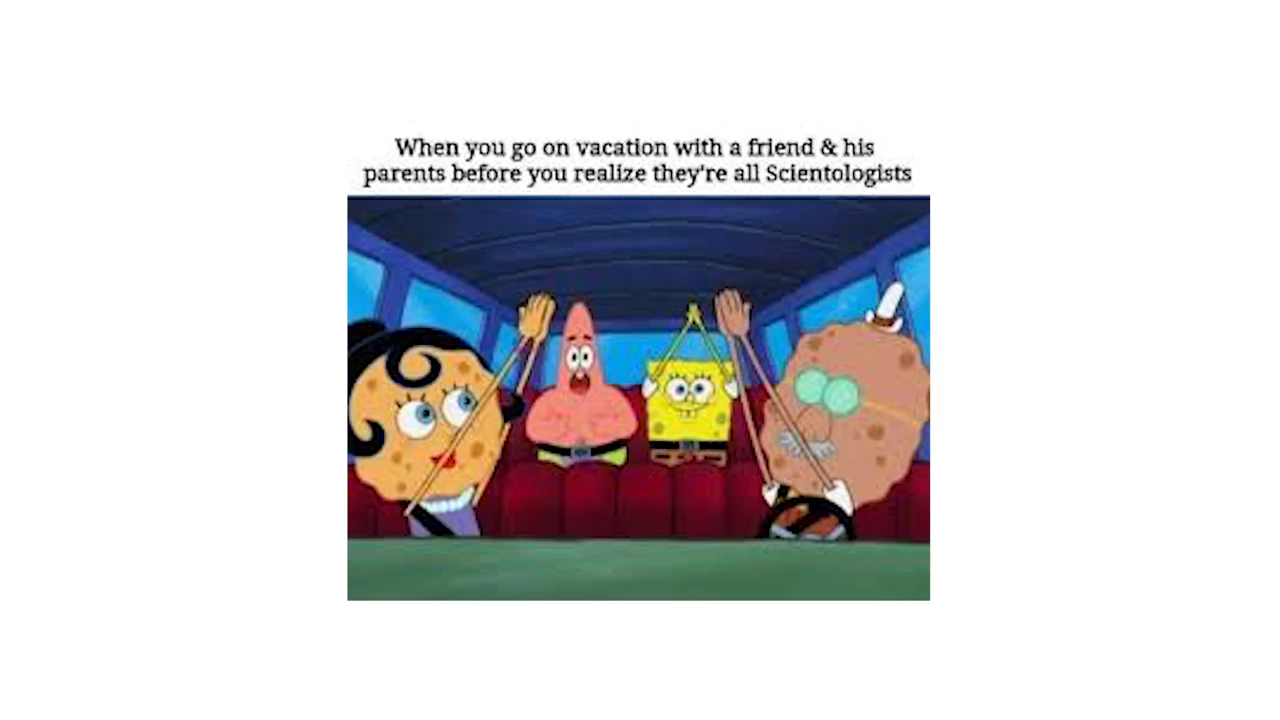 When you go on vacation with a friend & his
parents before you realize they're all Scientologists